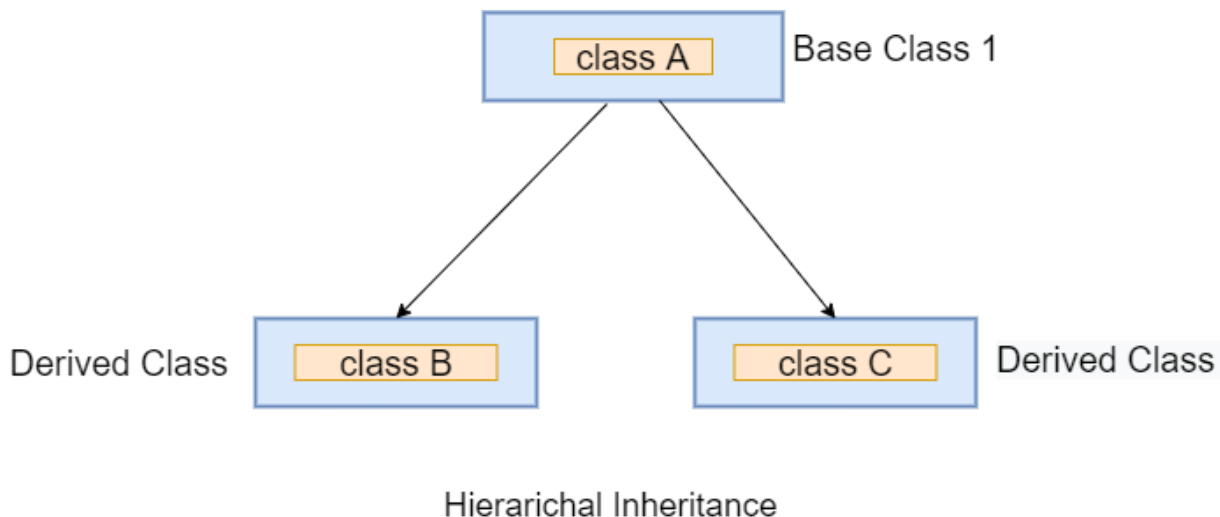 class A
Base Class 1
Derived Class
class B
class C
Derived Class
Hierarichal Inheritance